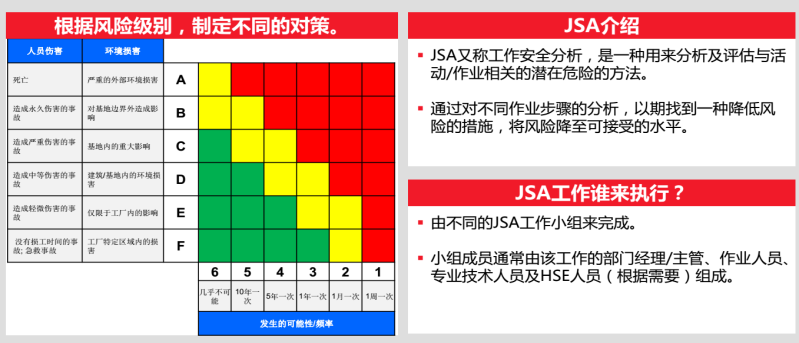 根据风险级别，制定不同的对策。
人员伤害 环境损害
死亡 严重的外部环境损害 A
造成永久伤害的事故 对基地边界外造成影响 B
造成严重伤害的事故 基地内的重大影响 C
造成中等伤害的事故 建筑/基地内的环境损害 D
造成轻微伤害的事故 仅限于工厂内的影响 E
没有损工时间的事故; 急救事故 工厂特定区域内的损害 F
6 5 4 3 2 1
几乎不可能 10年一次 5年一次 1年一次 1月一次 1周一次
发生的可能性/频率
JSA介绍
▪ JSA又称工作安全分析，是一种用来分析及评估与活
动/作业相关的潜在危险的方法。
▪ 通过对不同作业步骤的分析，以期找到一种降低风
险的措施，将风险降至可接受的水平。
JSA工作谁来执行？
▪ 由不同的JSA工作小组来完成。
▪ 小组成员通常由该工作的部门经理/主管、作业人员、
专业技术人员及HSE人员（根据需要）组成。